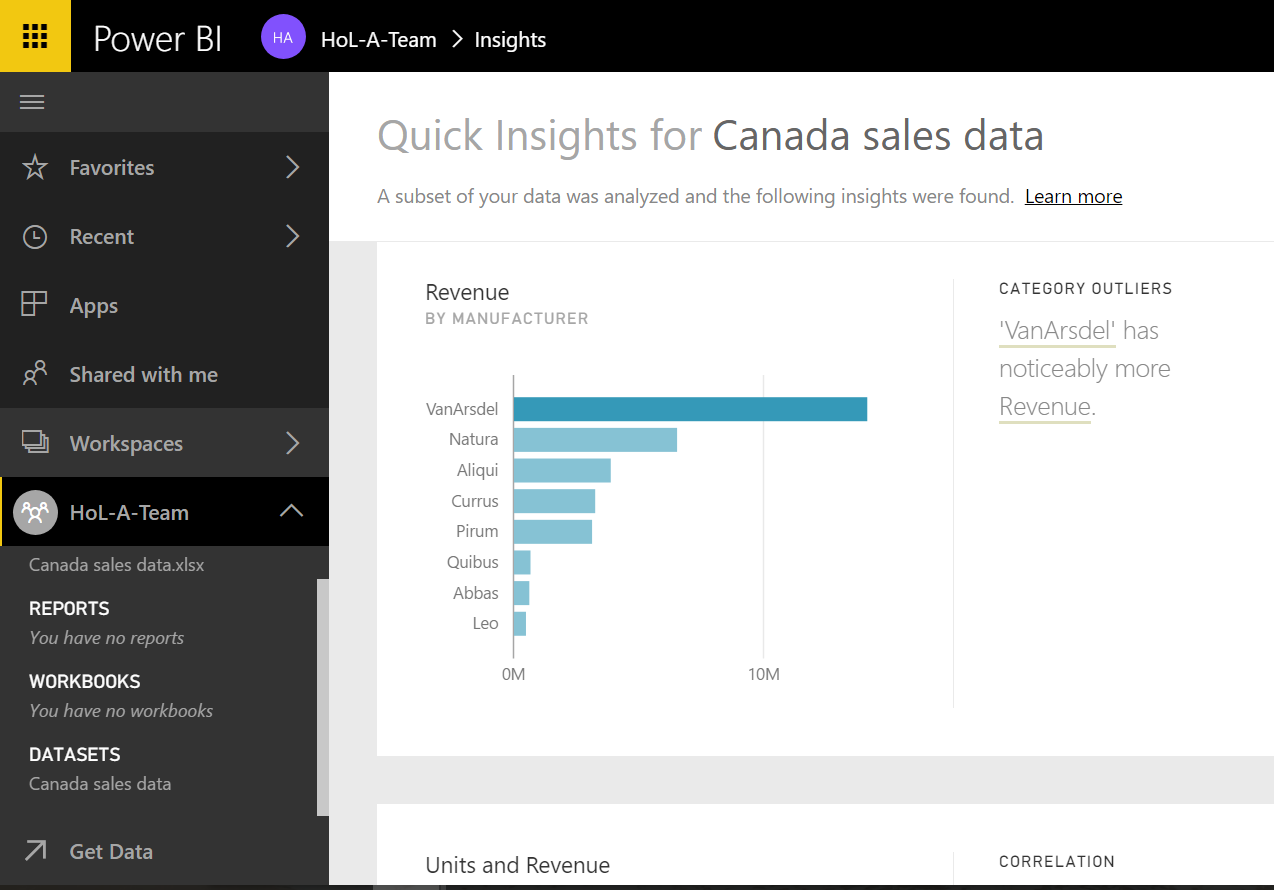 Power BI
HA
HoL-A-Team > Insights
Favorites
Recent
Apps
Shared with me
Workspaces
HoL-A-Team
Canada sales data.xlsx
REPORTS
You have no reports
WORKBOOKS
You have no workbooks
DATASETS
Canada sales data
Get Data
Quick Insights for Canada sales data
A subset of your data was analyzed and the following insights were found. Learn more
Revenue
BY MANUFACTURER
VanArsdel
Natura
Aliqui
Currus
Pirum
Quibus
Abbas
Leo
0M
10M
CATEGORY OUTLIERS
'VanArsdel' has
noticeably more
Revenue.
Units and Revenue
CORRELATION